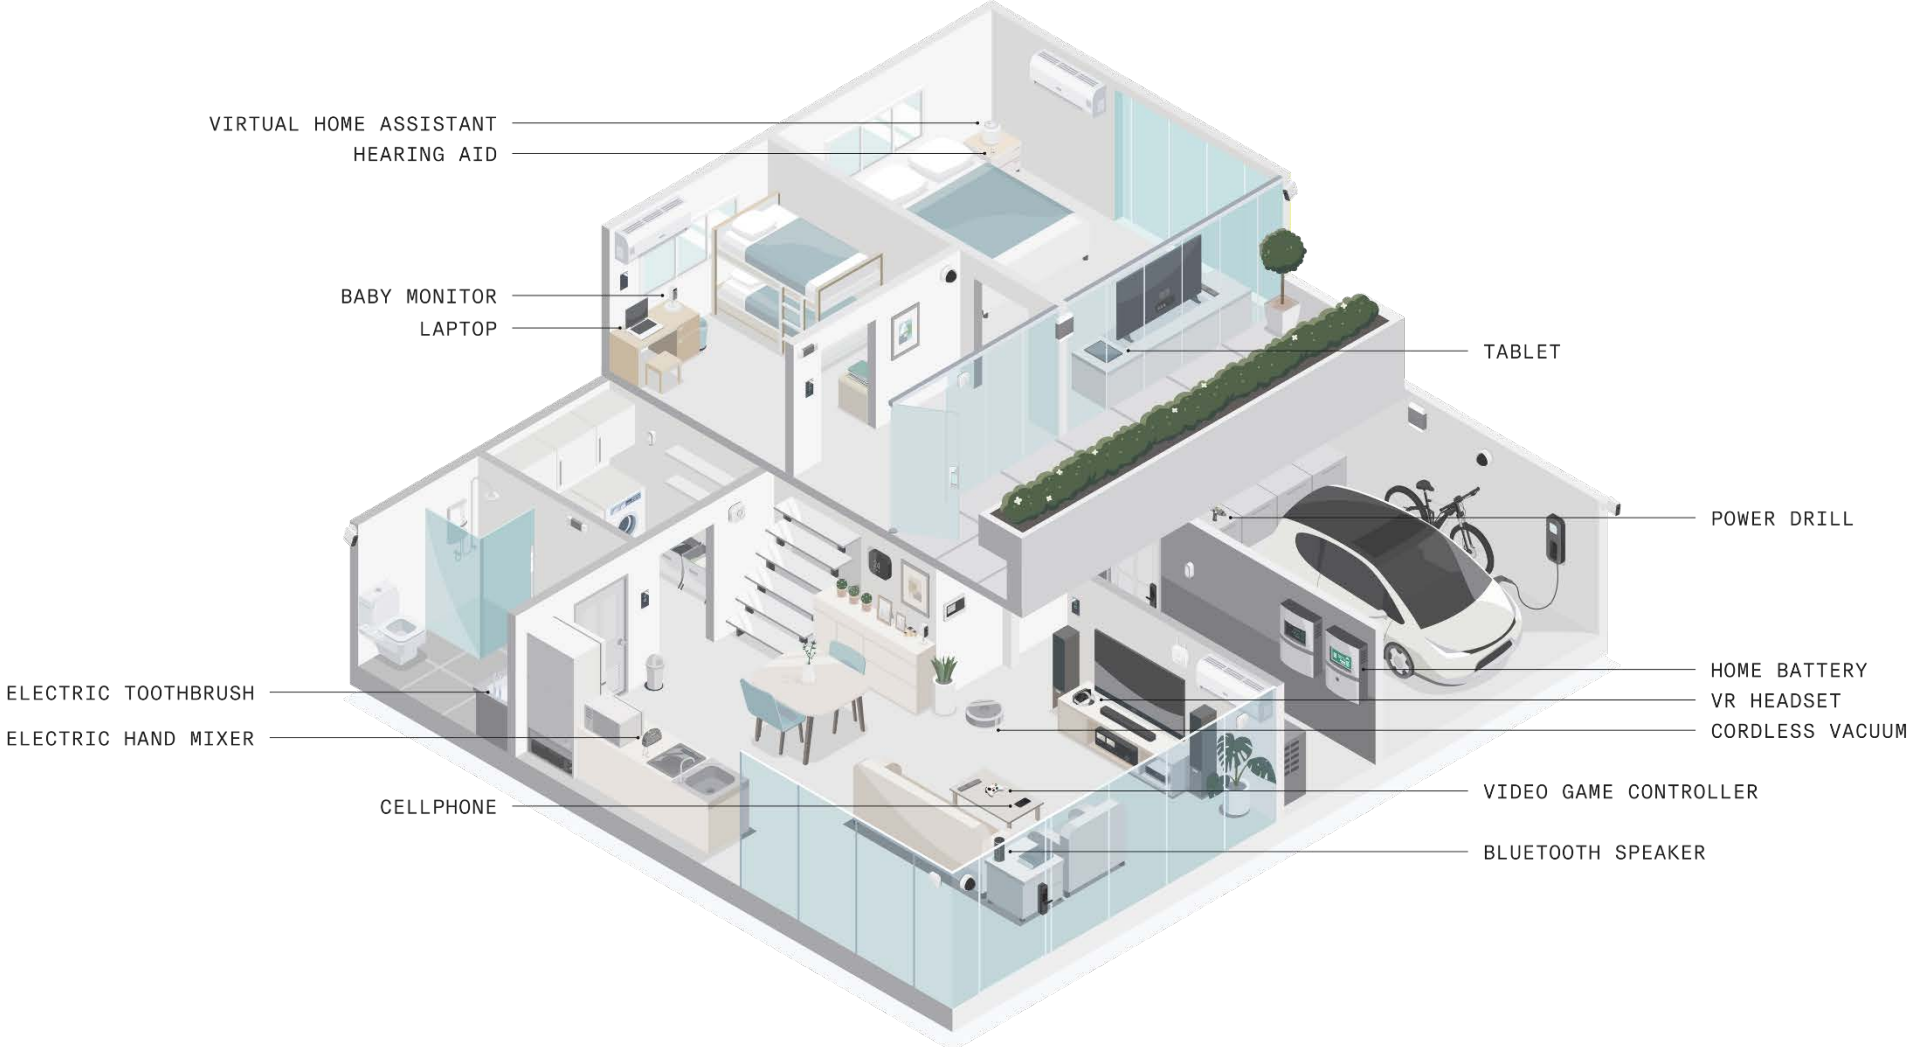 VIRTUAL HOME ASSISTANT
HEARING AID
BABY MONITOR
LAPTOP
TABLET
POWER DRILL
HOME BATTERY
ELECTRIC TOOTHBRUSH
VR HEADSET
CORDLESS VACUUM
ELECTRIC HAND MIXER
VIDEO GAME CONTROLLER
CELLPHONE
BLUETOOTH SPEAKER